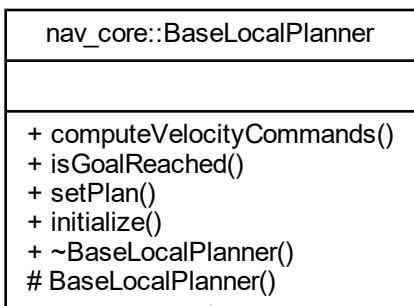 nav_core::BaseLocalPlanner
+ computeVelocityCommands()
+ isGoalReached()
+ setPlan()
+ initialize()
+ ~BaseLocalPlanner()
# BaseLocalPlanner()